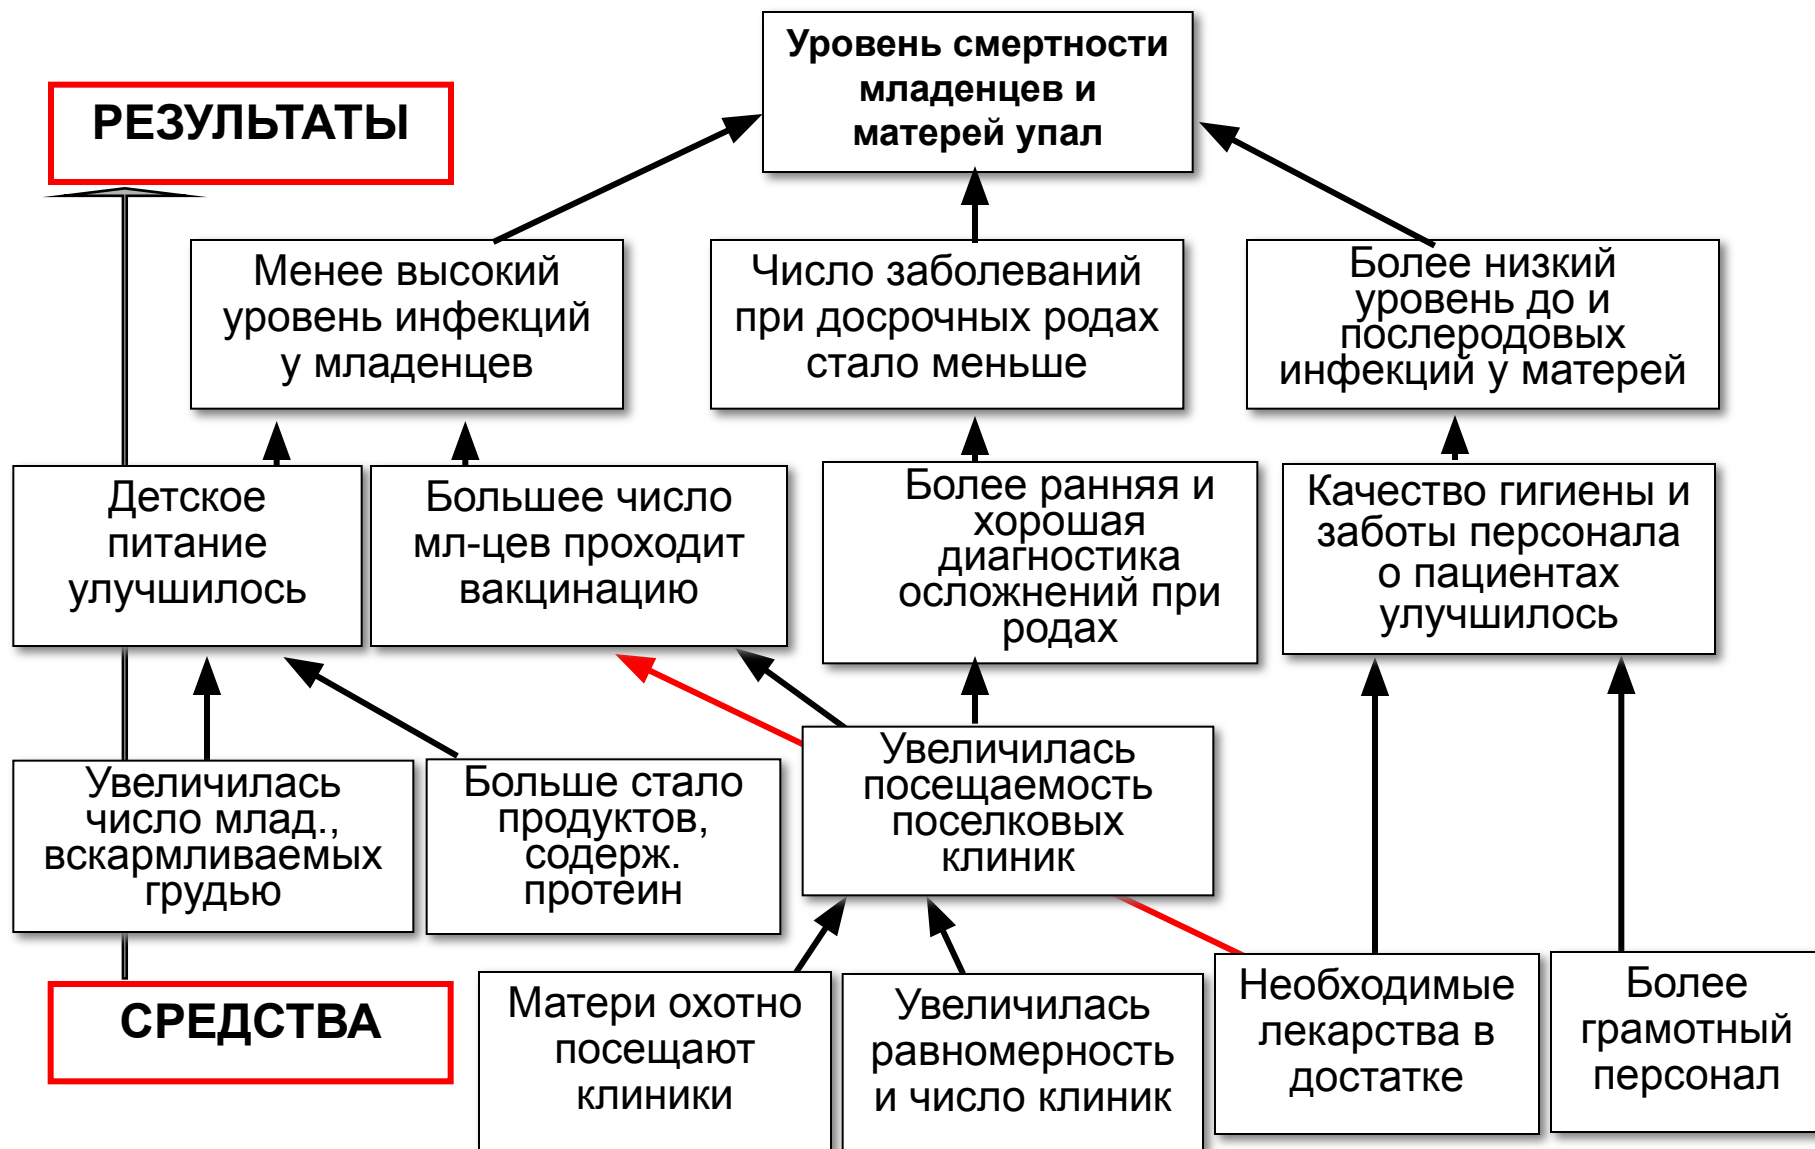 Уровень смертности
младенцев и
матерей упал
РЕЗУЛЬТАТЫ
Менее высокий
уровень инфекций
у младенцев
Число заболеваний
при досрочных родах
стало меньше
Более низкий
уровень до и
послеродовых
инфекций у матерей
Детское
питание
улучшилось
Большее число
мл-цев проходит
вакцинацию
Более ранняя и
хорошая
диагностика
осложнений при
родах
Качество гигиены и
заботы персонала
о пациентах
улучшилось
Увеличилась
число млад.,
вскармливаемых
грудью
Больше стало
продуктов,
содерж.
протеин
Увеличилась
посещаемость
поселковых
клиник
СРЕДСТВА
Матери охотно
посещают
клиники
Увеличилась
равномерность
и число клиник
Необходимые
лекарства в
достатке
Более
грамотный
персонал